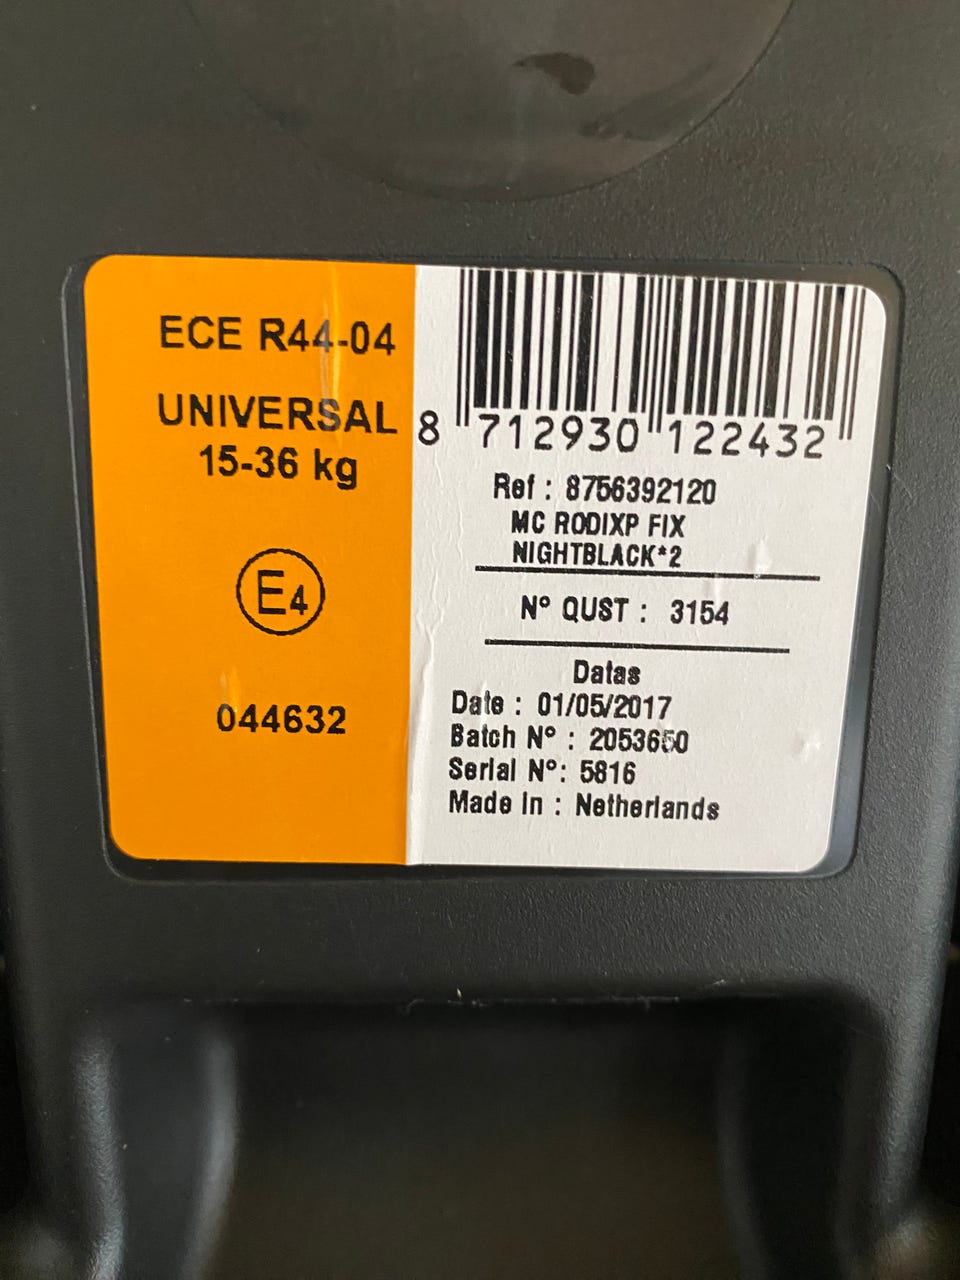 ECE R44-04
UNIVERSAL
15-36 kg
E4
044632
8 712930 122432
Ref : 8756392120
MC RODIXP FIX
NIGHTBLACK*2
N° QUST : 3154
Datas
Date : 01/05/2017
Batch N° : 2053650
Serial N°: 5816
Made in : Netherlands